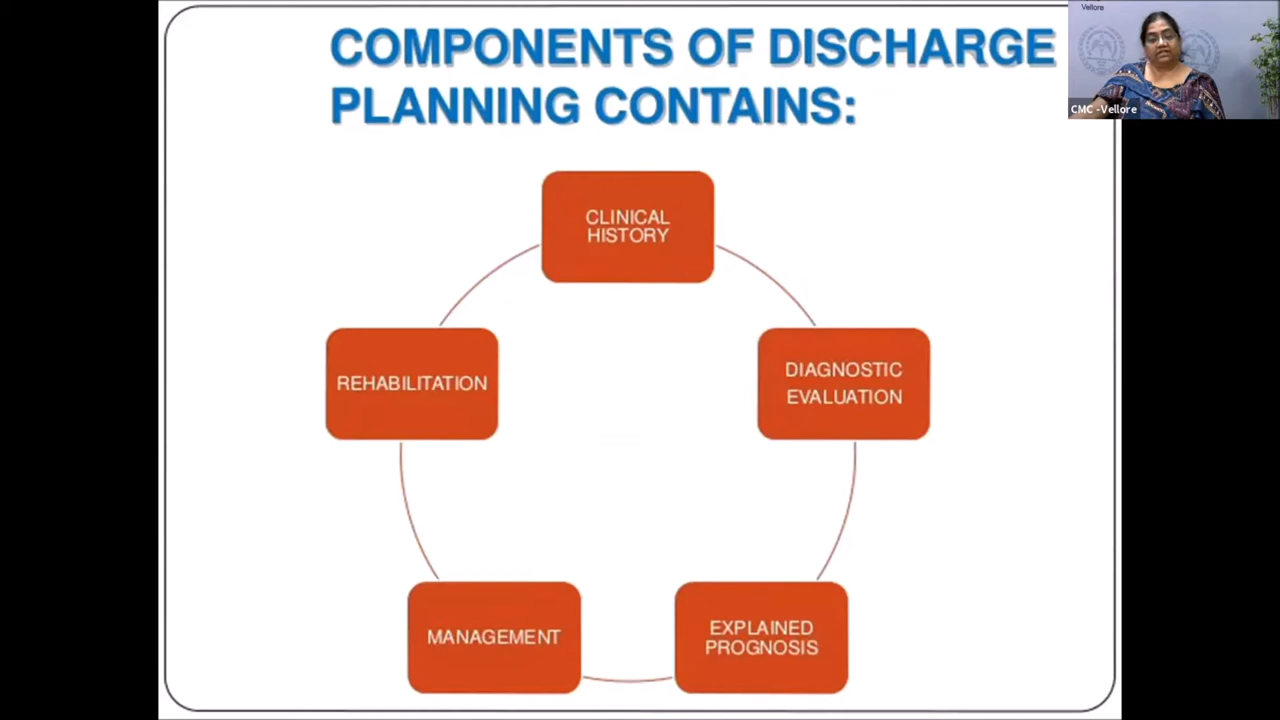 COMPONENTS OF DISCHARGE
PLANNING CONTAINS:
Vellore
CMC -Vellore
CLINICAL
HISTORY
DIAGNOSTIC
EVALUATION
EXPLAINED
PROGNOSIS
MANAGEMENT
REHABILITATION